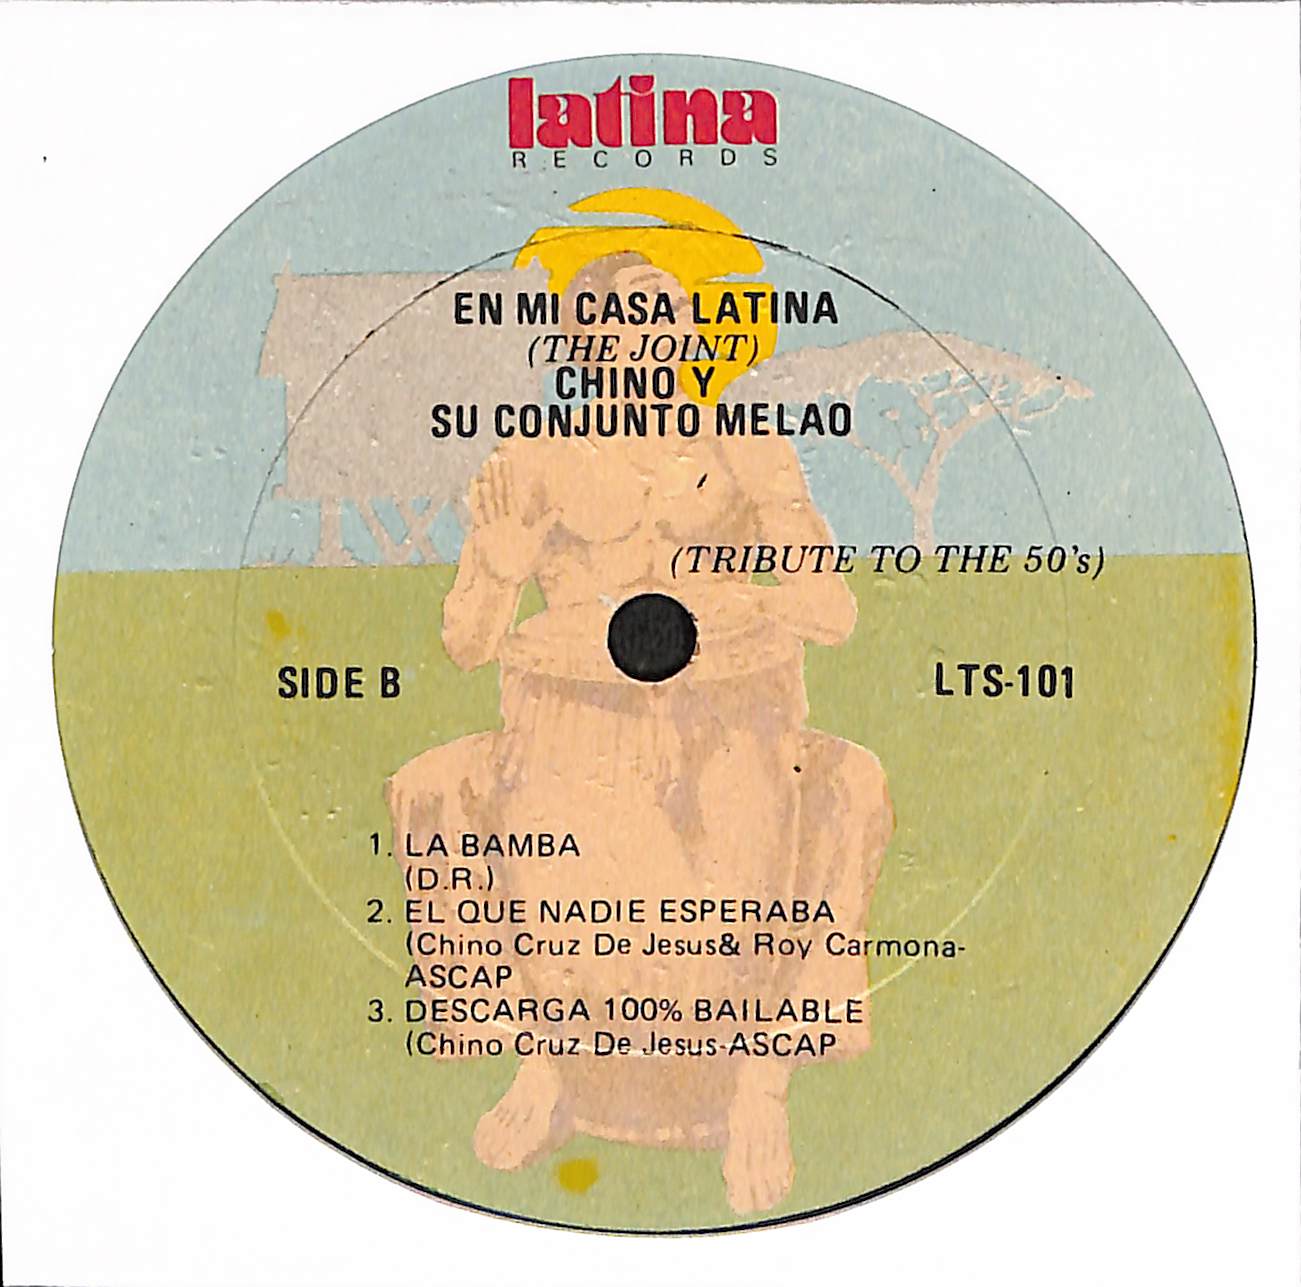 latina
RECORDS
EN MI CASA LATINA
(THE JOINT)
CHINO Y
SU CONJUNTO MELAO
(TRIBUTE TO THE 50's)
SIDE B
LTS-101
1. LA BAMBA
(D.R.)
2. EL QUE NADIE ESPERABA
(Chino Cruz De Jesus& Roy Carmona-
ASCAP
3. DESCARGA 100% BAILABLE
(Chino Cruz De Jesus-ASCAP